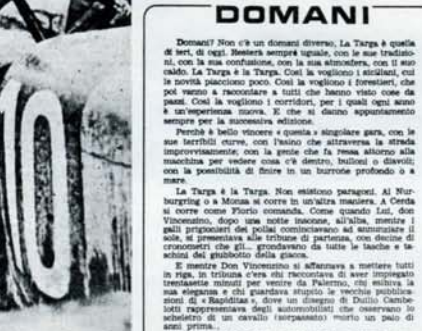 DOMANI
Domani? Non c'è un domani diverso, La Targa è quella
di ieri, di oggi. Resterà sempre uguale, con le sue tradizio-
ni, con la sua confusione, con la sua atmosfera, con il suo
caldo. La Targa è la Targa. Così la vogliono i siciliani, cui
le novità piacciono poco. Così la vogliono i forestieri, che
poi vanno a raccontare a tutti che hanno visto cose da
pazzi. Così la vogliono i corridori, per i quali ogni anno
è un'esperienza nuova. E che si danno appuntamento
sempre per la successiva edizione.
Perchè è bello vincere « questa » singolare gara, con le
sue terribili curve, con l'asino che attraversa la strada
improvvisamente; con la gente che fa ressa attorno alla
macchina per vedere cosa c'è dentro, bulloni o diavoli;
con la possibilità di finire in un burrone profondo o a
mare.
La Targa è la Targa. Non esistono paragoni. Al Nur-
burgring o a Monza si corre in un'altra maniera. A Cerda
si corre come Florio comanda. Come quando Lui, don
Vincenzino, dopo una notte insonne, all'alba, mentre i
galli prigionieri dei pollai cominciavano ad annunziare il
sole, si presentava alle tribune di partenza, con decine di
cronometri che gli... grondavano da tutte le tasche e ta-
schini del giubbotto della giacca.
E mentre Don Vincenzino si affannava a mettere tutti
in riga, in tribuna c'era chi raccontava di aver impiegato
trentasette minuti per venire da Palermo, chi esibiva la
sua eleganza e chi guardava stupito le vecchie pubblica-
zioni di « Rapiditas », dove un disegno di Duilio Cambe-
lotti rappresentava degli automobilisti che osservano lo
scheletro di un cavallo (sorpassato) morto un paio di
anni prima..